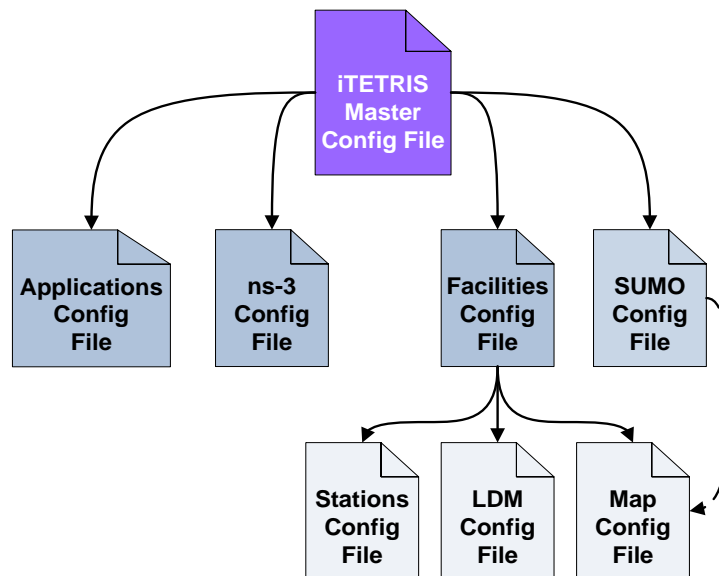 iTETRIS
Master
Config File
Applications
Config
File
ns-3
Config
File
Facilities
Config
File
SUMO
Config
File
Stations
Config
File
LDM
Config
File
Map
Config
File